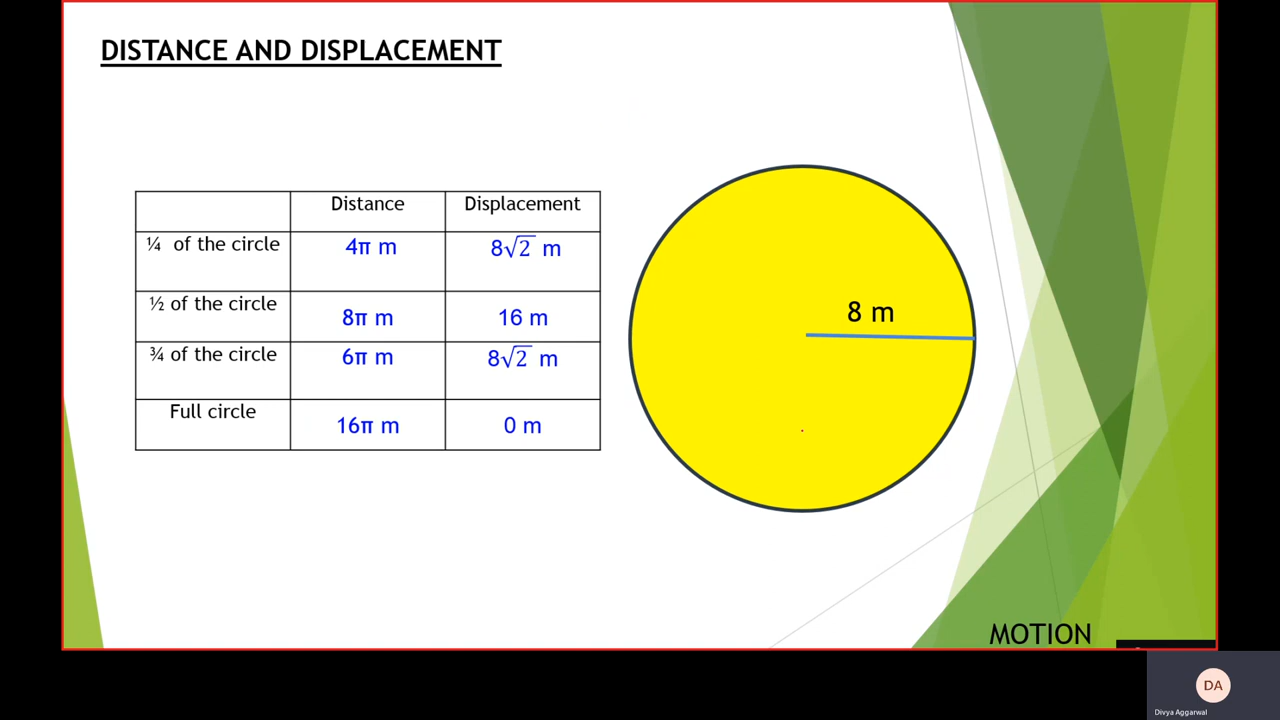 DISTANCE AND DISPLACEMENT
Distance Displacement
¼ of the circle 4π m 8√2 m
½ of the circle 8π m 16 m
¾ of the circle 6π m 8√2 m
Full circle 16π m 0 m
8 m
MOTION
DA
Divya Aggarwal